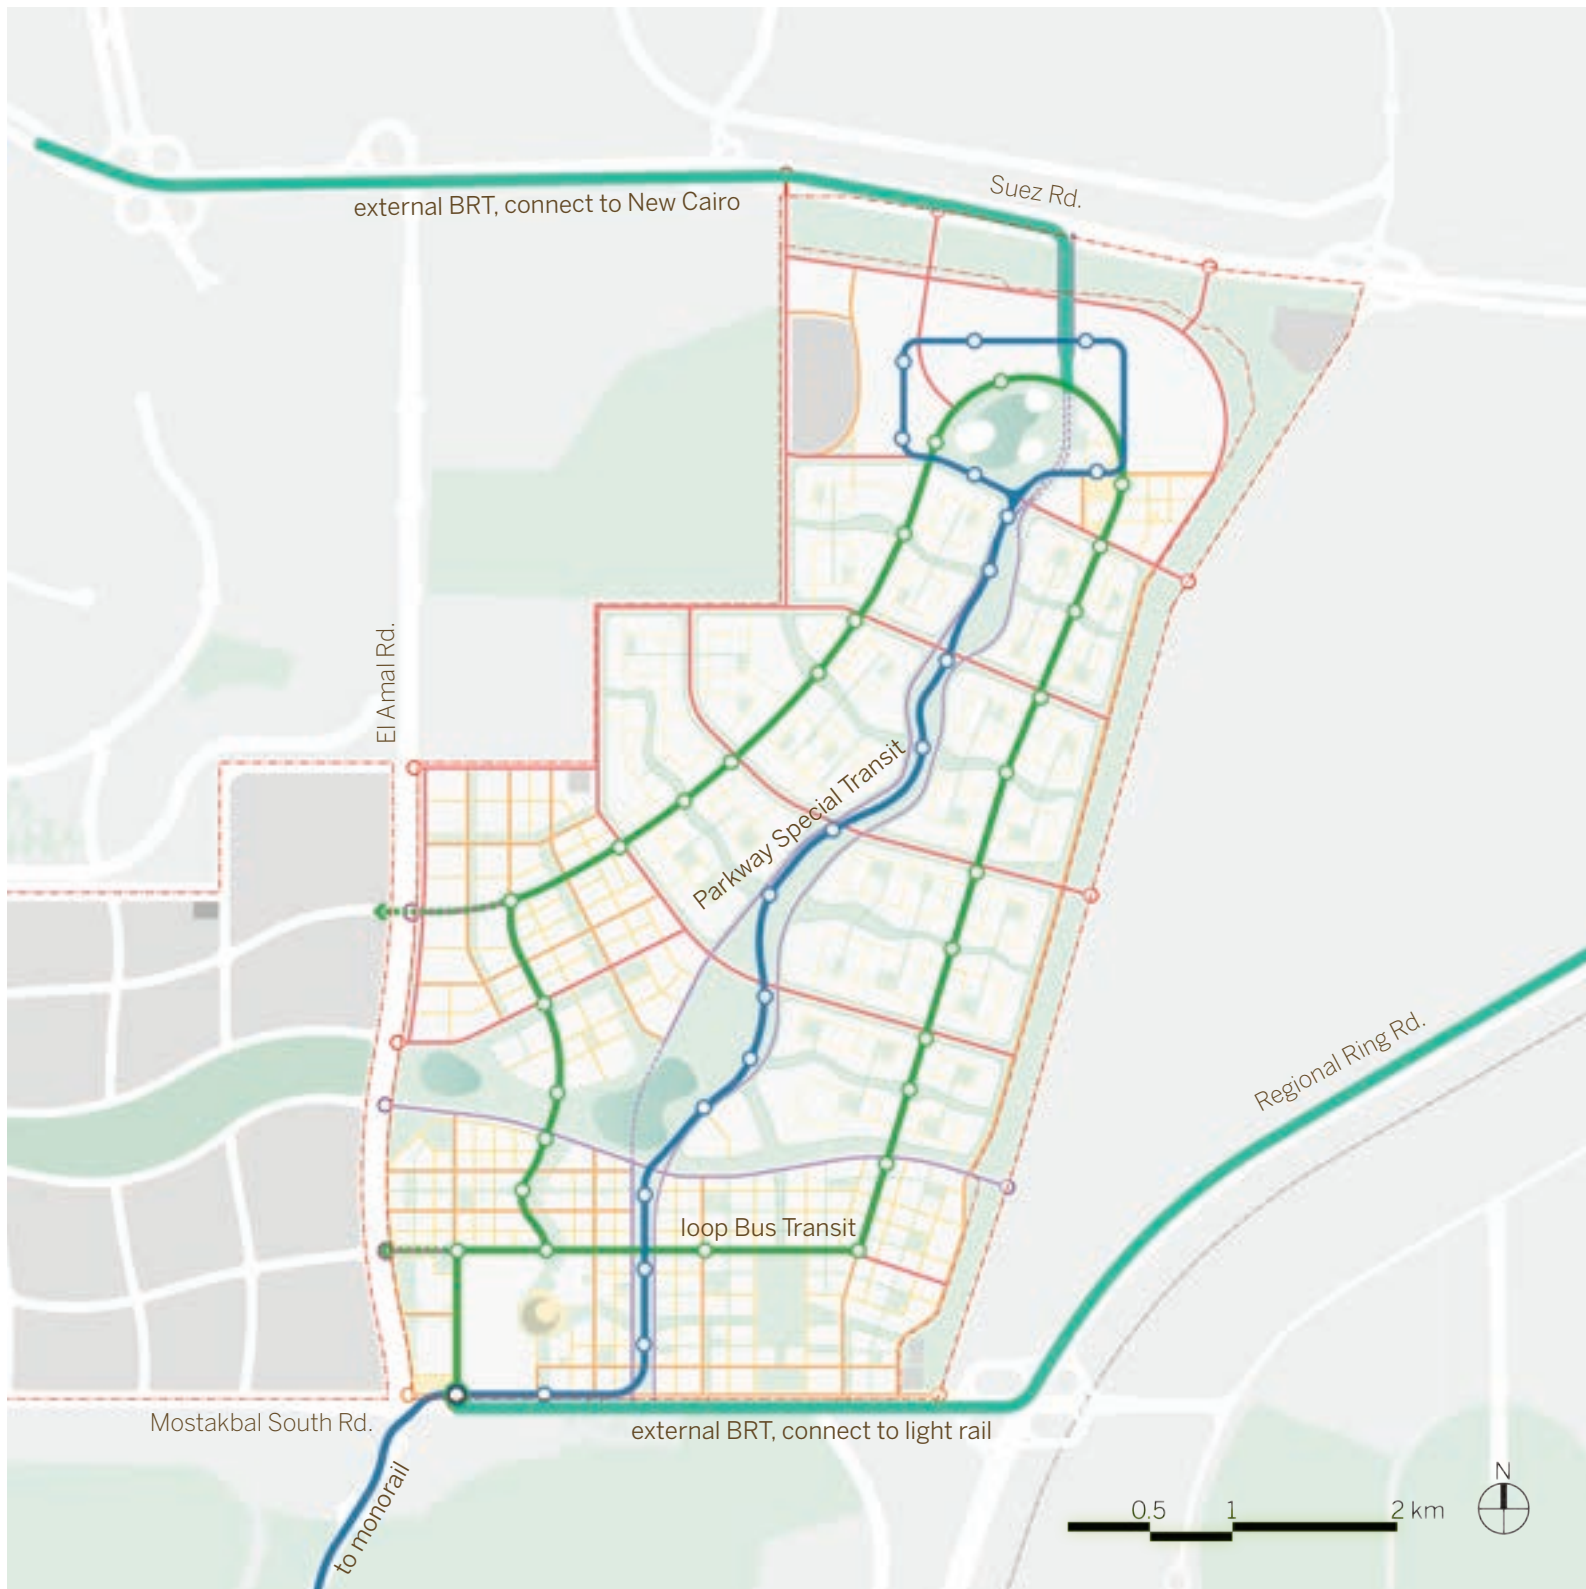 Suez Rd.
external BRT, connect to New Cairo
El Amal Rd.
Parkway Special Transit
Regional Ring Rd.
loop Bus Transit
Mostakbal South Rd.
external BRT, connect to light rail
to monorail
N
0.5 1 2 km